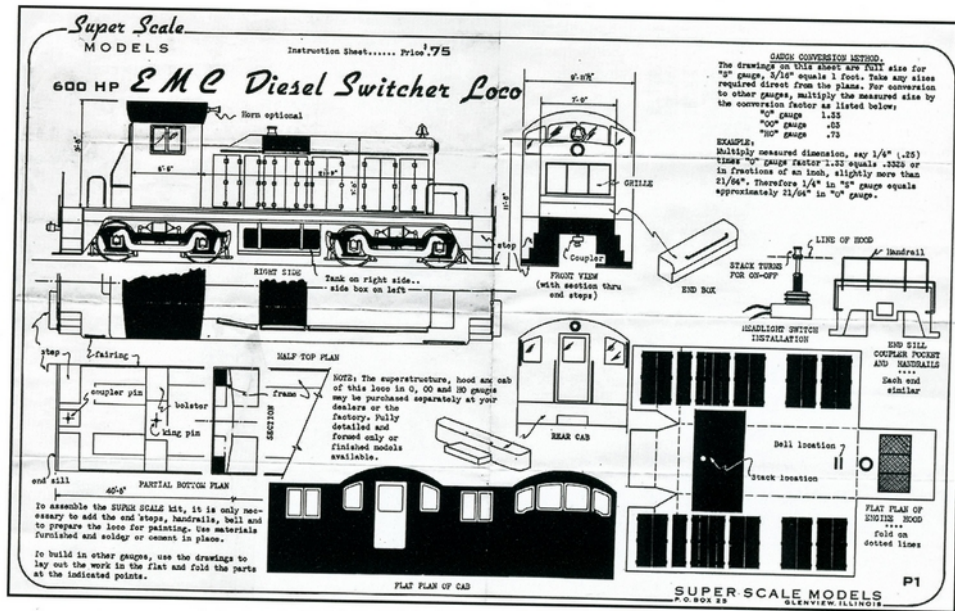 Super Scale
MODELS
Instruction Sheet...... Price $.75
600 HP EMC Diesel Switcher Loco
Horn optional
RIGHT SIDE
Tank on right side..
side box on left
step
9'-11½"
7'-0"
GRILLE
Coupler
FRONT VIEW
(with section thru
end steps)
END BOX
GAUGE CONVERSION METHOD.
The drawings on this sheet are full size for
"S" gauge, 3/16" equals 1 foot. Take any sizes
required direct from the plans. For conversion
to other gauges, multiply the measured size by
the conversion factor as listed below;
"O" gauge 1.33
"OO" gauge .83
"HO" gauge .73
EXAMPLE:
Multiply measured dimension, say 1/4" (.25)
times "O" gauge factor 1.33 equals .3325 or
in fractions of an inch, slightly more than
21/64". Therefore 1/4" in "S" gauge equals
approximately 21/64" in "O" gauge.
LINE OF HOOD
STACK TURNS
FOR ON-OFF
HEADLIGHT SWITCH
INSTALLATION
Handrail
END SILL
COUPLER POCKET
AND HANDRAILS
****
Each end
similar
HALF TOP PLAN
step
fairing
coupler pin
bolster
king pin
end sill
PARTIAL BOTTOM PLAN
40'-6"
frame
SECTION
NOTE: The superstructure, hood and cab
of this loco in O, OO and HO gauges
may be purchased separately at your
dealers or the
factory. Fully
detailed and
formed only or
finished models
available.
REAR CAB
Bell location
Stack location
FLAT PLAN OF
ENGINE HOOD
****
fold on
dotted lines
To assemble the SUPER SCALE kit, it is only nec-
essary to add the end steps, handrails, bell and
to prepare the loco for painting. Use materials
furnished and solder or cement in place.
To build in other gauges, use the drawings to
lay out the work in the flat and fold the parts
at the indicated points.
FLAT PLAN OF CAB
P1
SUPER SCALE MODELS
P.O. BOX 25 GLENVIEW, ILLINOIS